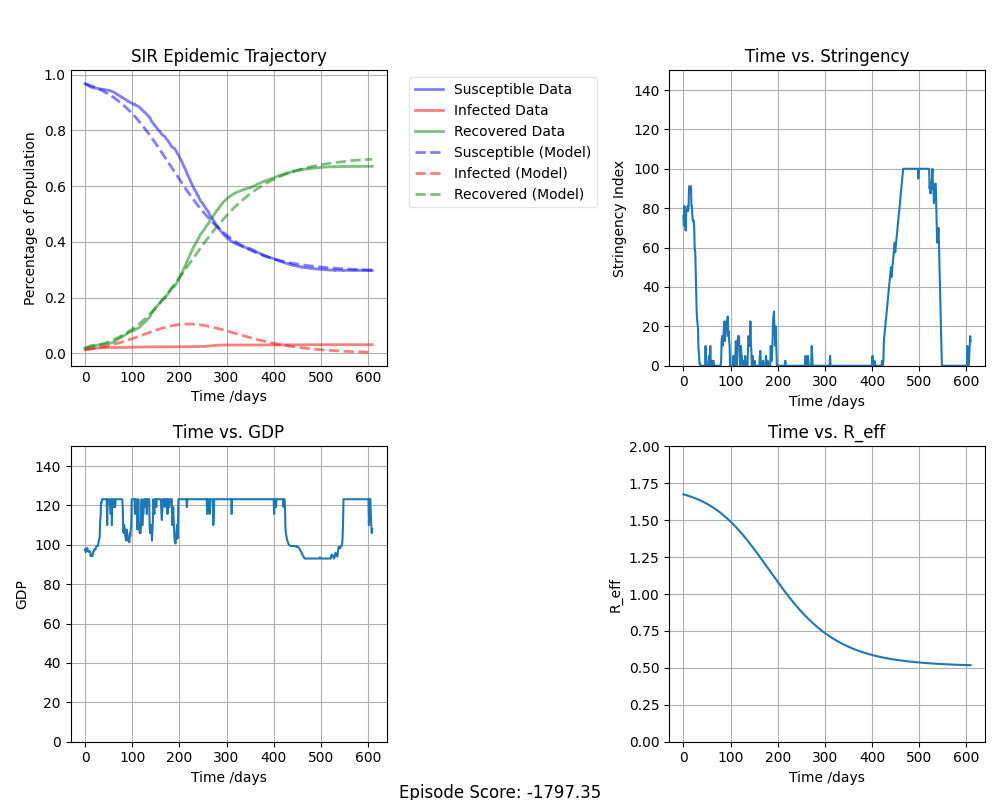 SIR Epidemic Trajectory
1.0
0.8
0.6
0.4
0.2
0.0
Percentage of Population
0 100 200 300 400 500 600
Time /days
Susceptible Data
Infected Data
Recovered Data
Susceptible (Model)
Infected (Model)
Recovered (Model)
Time vs. Stringency
140
120
100
80
60
40
20
0
Stringency Index
0 100 200 300 400 500 600
Time /days
Time vs. GDP
140
120
100
80
60
40
20
0
GDP
0 100 200 300 400 500 600
Time /days
Time vs. R_eff
2.00
1.75
1.50
1.25
1.00
0.75
0.50
0.25
0.00
R_eff
0 100 200 300 400 500 600
Time /days
Episode Score: -1797.35